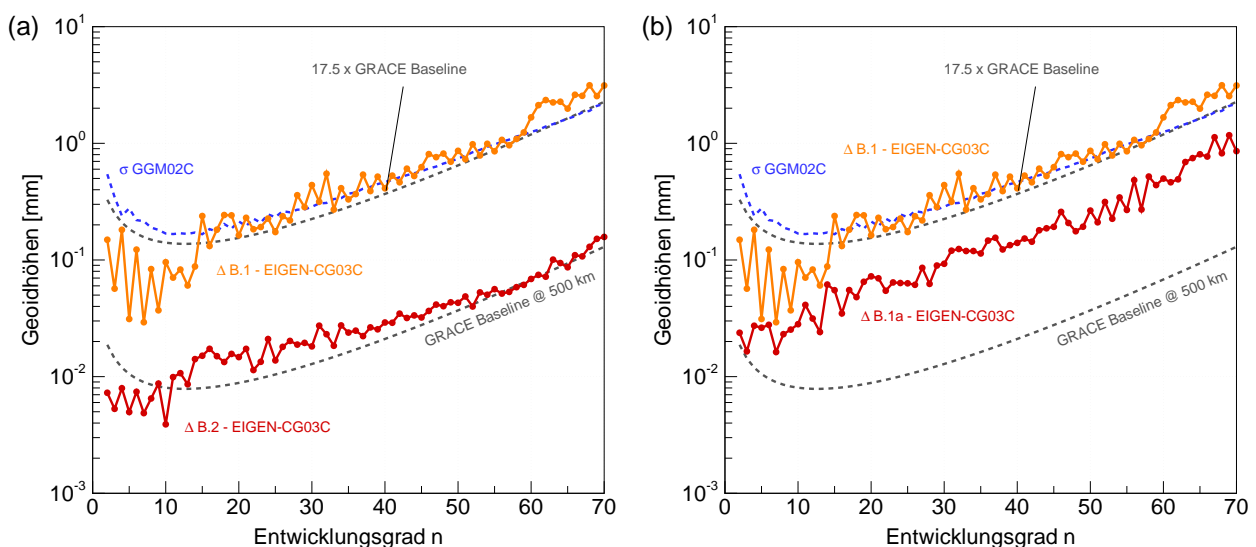 (a)
Geoidhöhen [mm]
10^1
10^0
10^-1
10^-2
10^-3
17.5 x GRACE Baseline
σ GGM02C
Δ B.1 - EIGEN-CG03C
GRACE Baseline @ 500 km
Δ B.2 - EIGEN-CG03C
0 10 20 30 40 50 60 70
Entwicklungsgrad n
(b)
Geoidhöhen [mm]
10^1
10^0
10^-1
10^-2
10^-3
17.5 x GRACE Baseline
Δ B.1 - EIGEN-CG03C
σ GGM02C
Δ B.1a - EIGEN-CG03C
GRACE Baseline @ 500 km
0 10 20 30 40 50 60 70
Entwicklungsgrad n